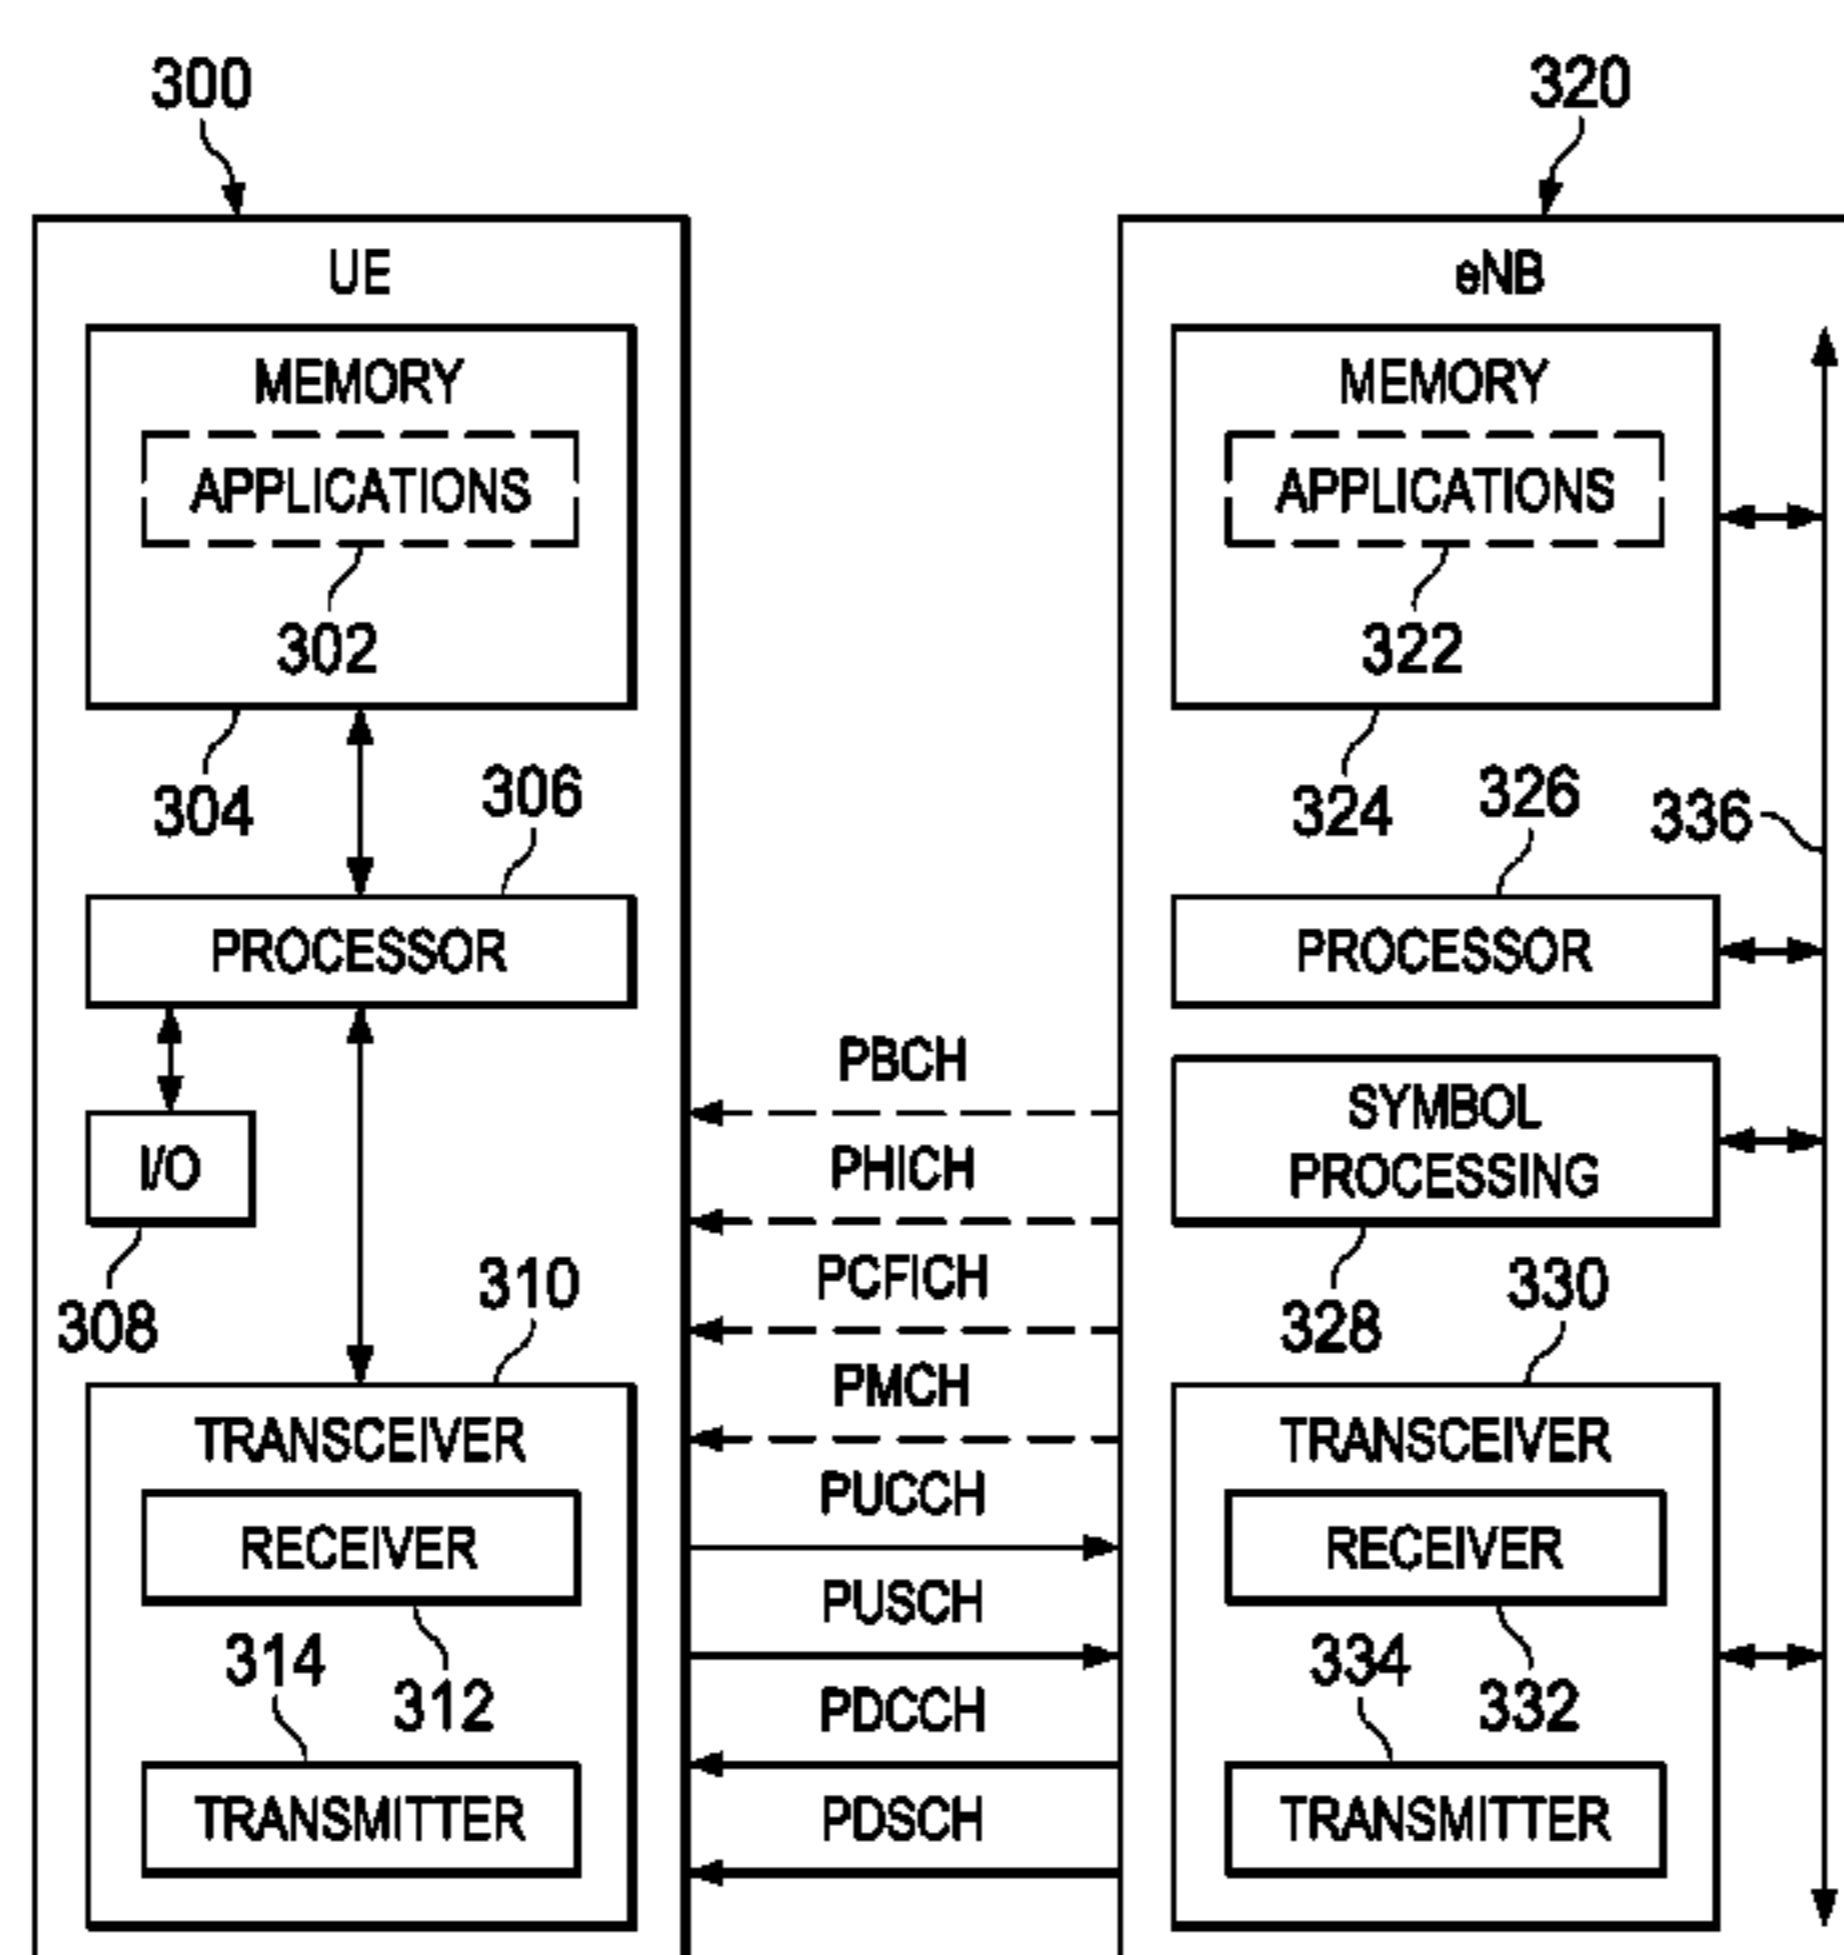 300
UE
MEMORY
APPLICATIONS
302
304
306
PROCESSOR
I/O
308
310
TRANSCEIVER
RECEIVER
312
314
TRANSMITTER
PBCH
PHICH
PCFICH
PMCH
PUCCH
PUSCH
PDCCH
PDSCH
320
eNB
MEMORY
APPLICATIONS
322
324
326
336
PROCESSOR
SYMBOL
PROCESSING
328
330
TRANSCEIVER
RECEIVER
332
334
TRANSMITTER